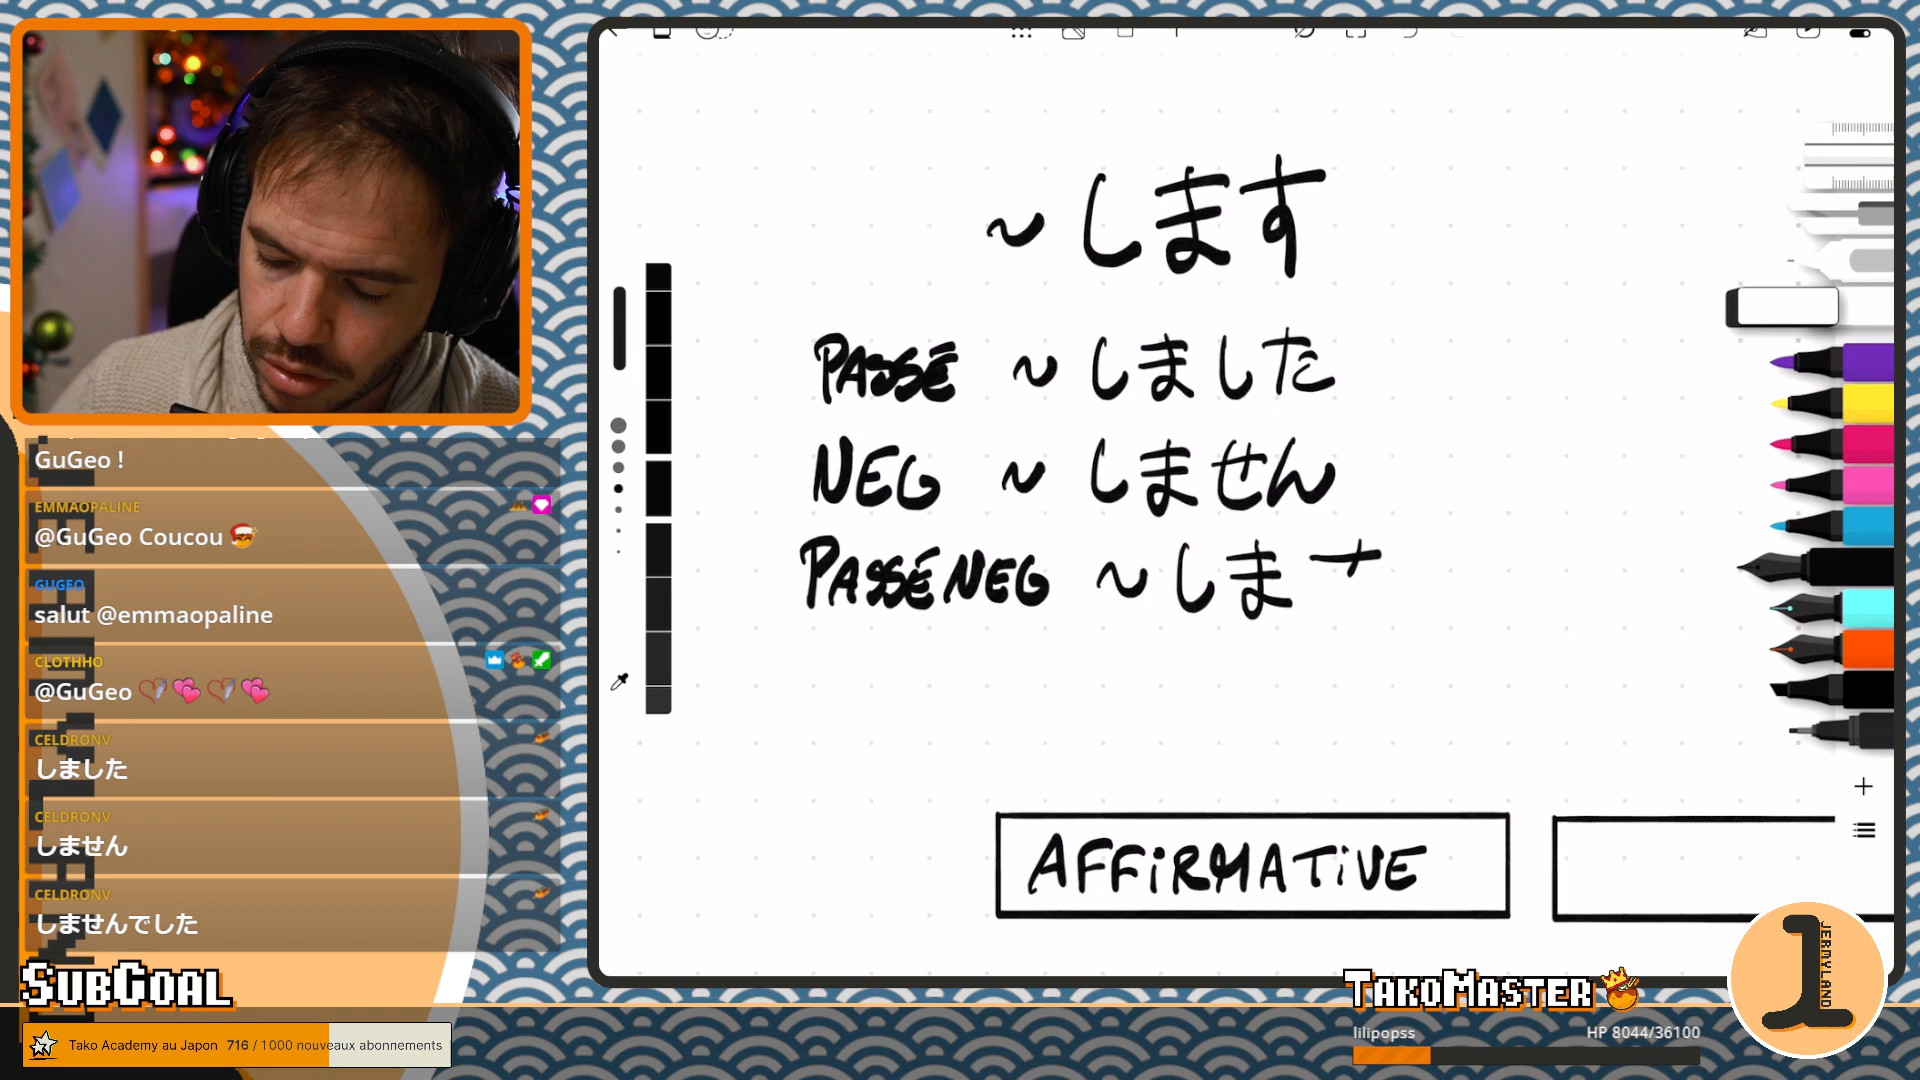 GuGeo !
EMMAOPALINE
@GuGeo Coucou
GUGEO
salut @emmaopaline
CLOTHHO
@GuGeo
CELDRONV
しました
CELDRONV
しません
CELDRONV
しませんでした
SUBGOAL
Tako Academy au Japon 716 / 1000 nouveaux abonnements
~します
PASSÉ ~しました
NEG ~しません
PASSÉ NEG ~しま
AFFiRMATiVE
TAKOMASTER
lilipopss HP 8044/36100
JEREMYLAND